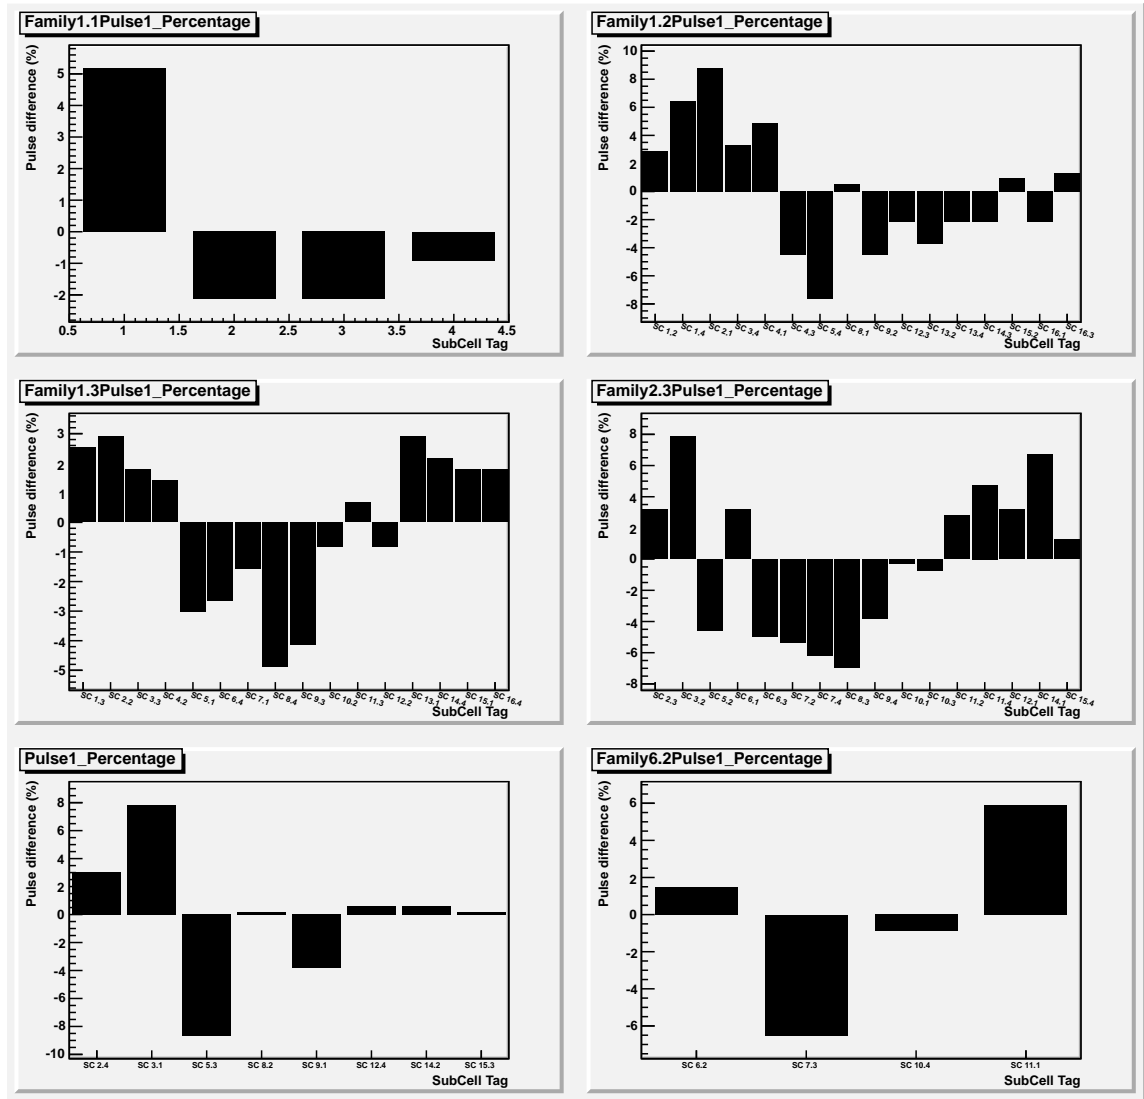 Family1.1Pulse1_Percentage
Pulse difference (%)
5
4
3
2
1
0
-1
-2
0.5 1 1.5 2 2.5 3 3.5 4 4.5
SubCell Tag
Family1.2Pulse1_Percentage
Pulse difference (%)
10
8
6
4
2
0
-2
-4
-6
-8
SC 1.2 SC 1.4 SC 2.1 SC 3.4 SC 4.1 SC 4.3 SC 5.4 SC 8.1 SC 9.2 SC 12.3 SC 13.2 SC 13.4 SC 14.3 SC 15.2 SC 16.1 SC 16.3
SubCell Tag
Family1.3Pulse1_Percentage
Pulse difference (%)
3
2
1
0
-1
-2
-3
-4
-5
SC 1.3 SC 2.2 SC 3.3 SC 4.2 SC 5.1 SC 6.4 SC 7.1 SC 8.4 SC 9.3 SC 10.2 SC 11.3 SC 12.2 SC 13.1 SC 14.4 SC 15.1 SC 16.4
SubCell Tag
Family2.3Pulse1_Percentage
Pulse difference (%)
8
6
4
2
0
-2
-4
-6
-8
SC 2.3 SC 3.2 SC 5.2 SC 6.1 SC 6.3 SC 7.2 SC 7.4 SC 8.3 SC 9.4 SC 10.1 SC 10.3 SC 11.2 SC 11.4 SC 12.1 SC 14.1 SC 15.4
SubCell Tag
Pulse1_Percentage
Pulse difference (%)
8
6
4
2
0
-2
-4
-6
-8
-10
SC 2.4 SC 3.1 SC 5.3 SC 8.2 SC 9.1 SC 12.4 SC 14.2 SC 15.3
SubCell Tag
Family6.2Pulse1_Percentage
Pulse difference (%)
6
4
2
0
-2
-4
-6
SC 6.2 SC 7.3 SC 10.4 SC 11.1
SubCell Tag